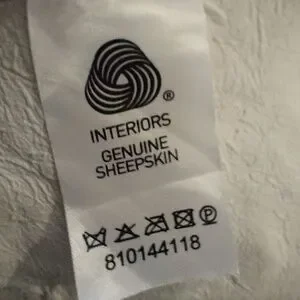 ®
INTERIORS
GENUINE
SHEEPSKIN
P
810144118